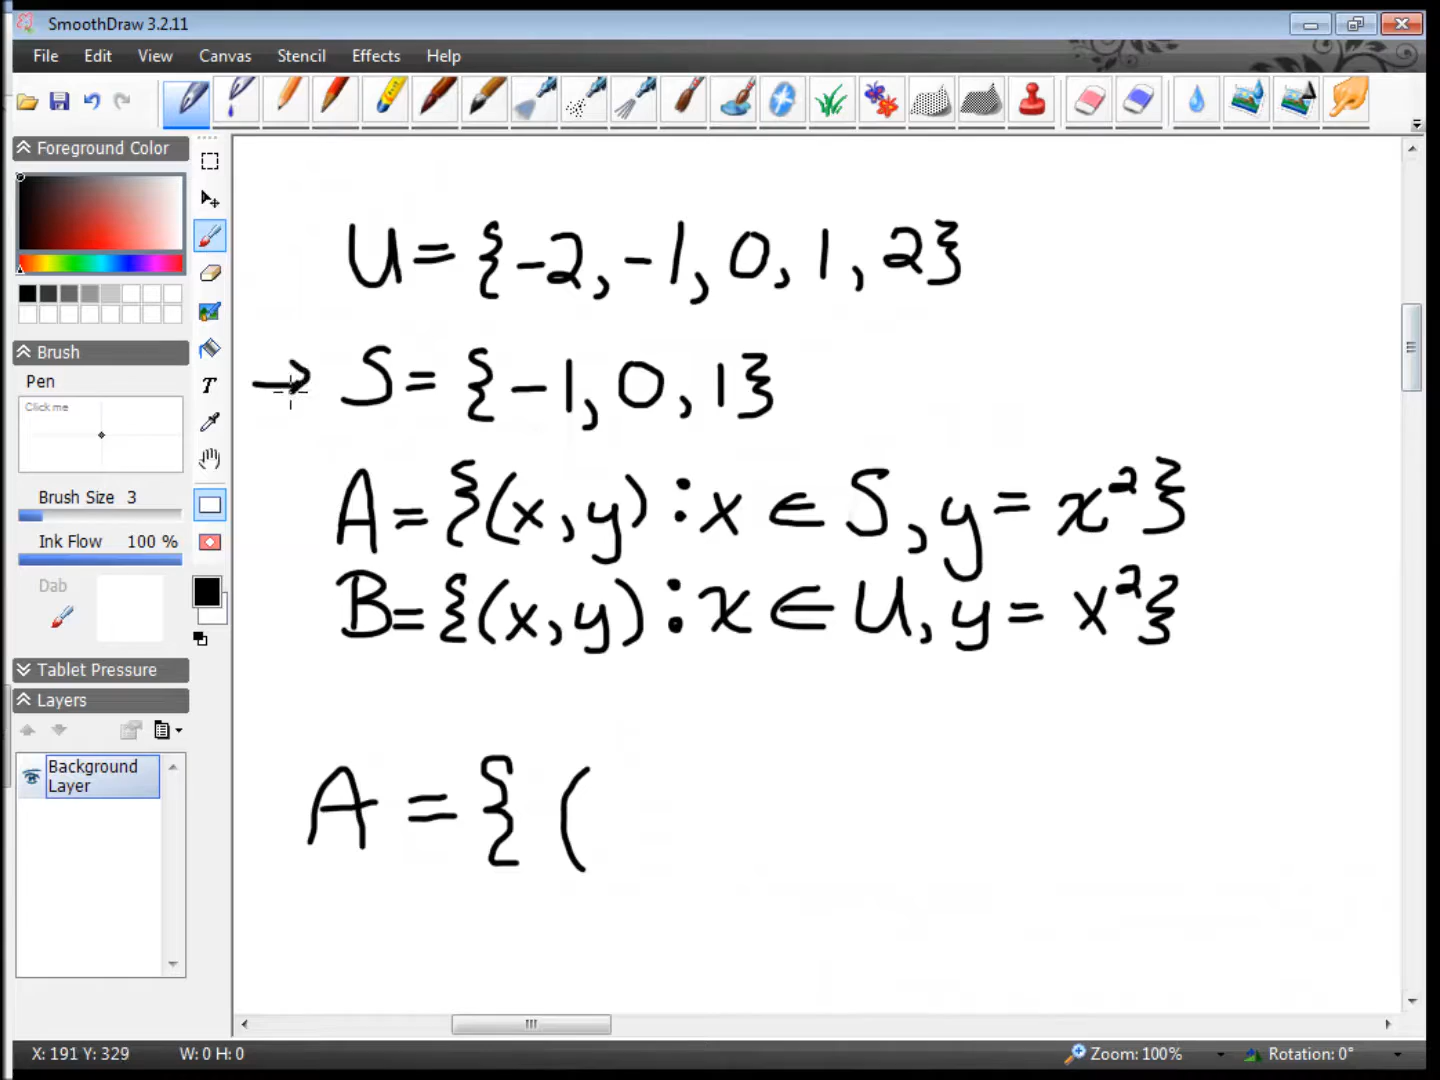 SmoothDraw 3.2.11
File Edit View Canvas Stencil Effects Help
Foreground Color
Brush
Pen
Click me
Brush Size 3
Ink Flow 100 %
Dab
Tablet Pressure
Layers
Background
Layer
U = {-2, -1, 0, 1, 2}
→ S = {-1, 0, 1}
A = {(x, y) : x ∈ S, y = x²}
B = {(x, y) : x ∈ U, y = x²}
A = { (
X: 191 Y: 329 W: 0 H: 0 Zoom: 100% Rotation: 0°